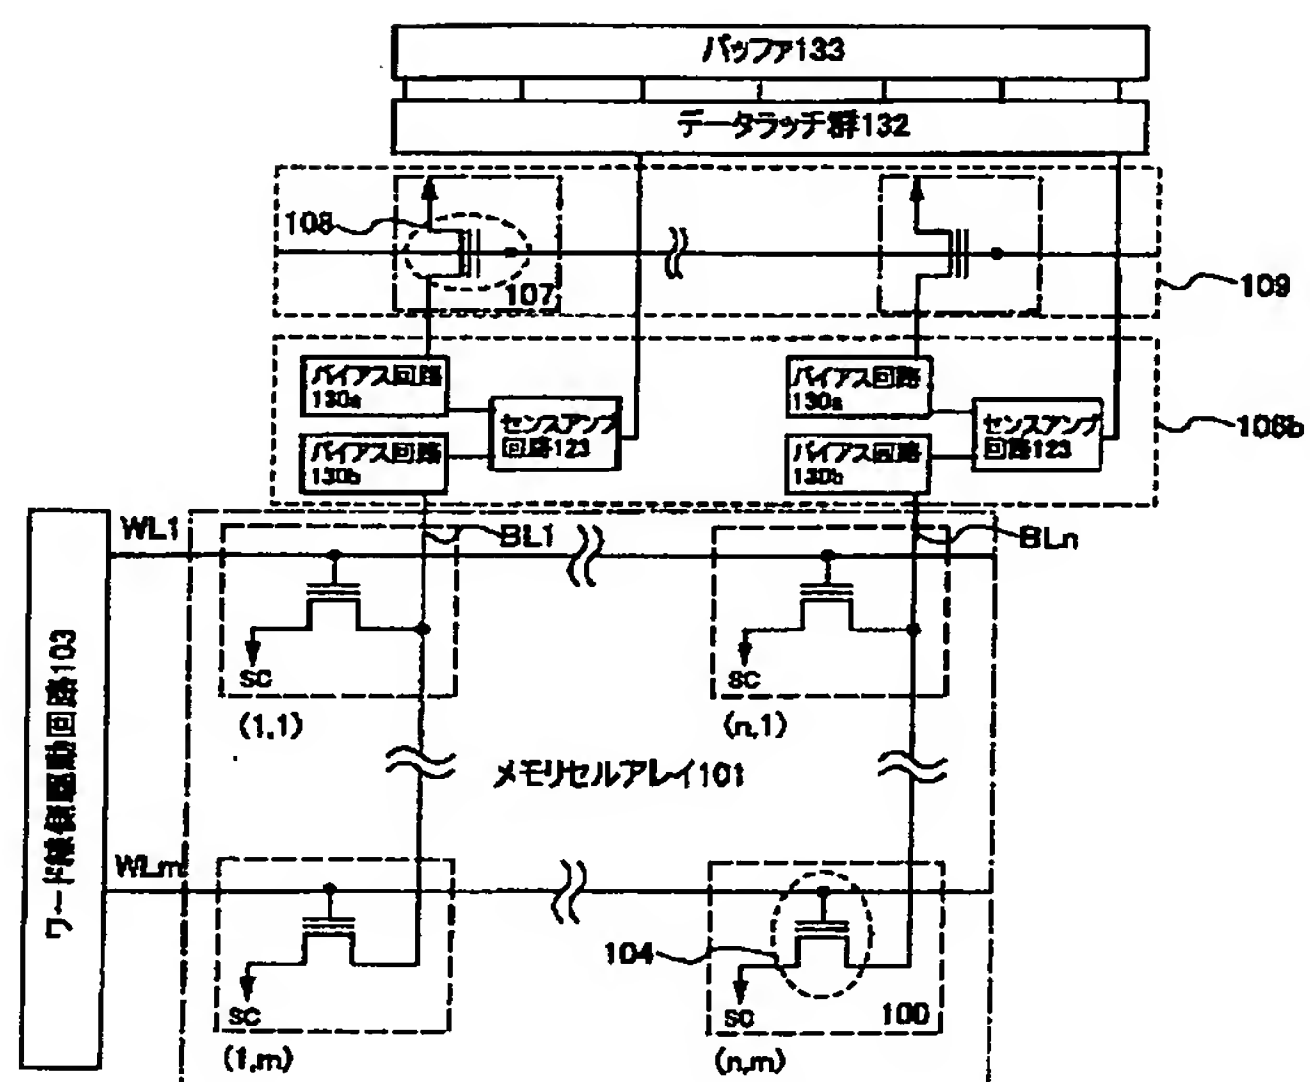 バッファ133
データラッチ群132
108
107
109
バイアス回路
130a
バイアス回路
130b
センスアンプ
回路123
バイアス回路
130a
バイアス回路
130b
センスアンプ
回路123
106b
WL1
BL1
BLn
SC
(1,1)
SC
(n,1)
ワード線側駆動回路103
メモリセルアレイ101
WLm
SC
(1,m)
104
SC
100
(n,m)